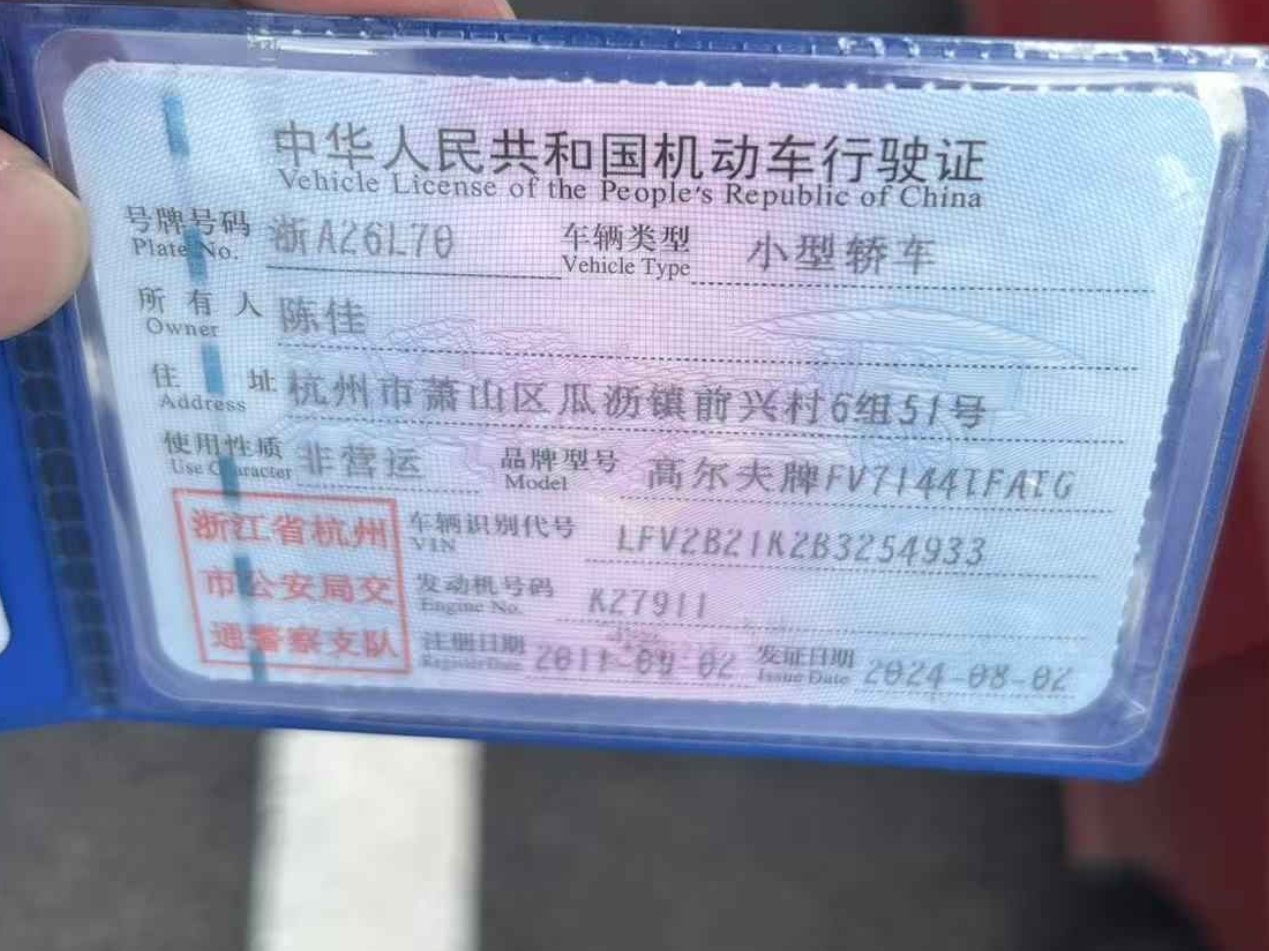 中华人民共和国机动车行驶证
Vehicle License of the People's Republic of China
号牌号码 浙A26L70 车辆类型 小型轿车
Plate No. Vehicle Type
所有人 陈佳
Owner
住址 杭州市萧山区瓜沥镇前兴村6组51号
Address
使用性质 非营运 品牌型号 高尔夫牌FV7144TFATG
Use Character Model
浙江省杭州
市公安局交
通警察支队
车辆识别代号 LFV2B21K2B3254933
VIN
发动机号码 K27911
Engine No.
注册日期 2011-09-02 发证日期 2024-08-02
Register Date Issue Date